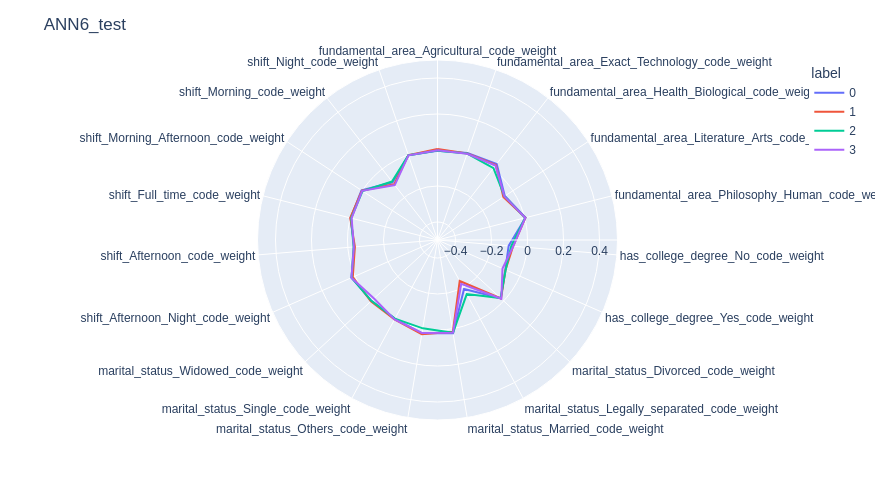 ANN6_test
fundamental_area_Agricultural_code_weight
shift_Night_code_weight
fundamental_area_Exact_Technology_code_weight
label
shift_Morning_code_weight
fundamental_area_Health_Biological_code_weig
0
1
2
3
shift_Morning_Afternoon_code_weight
fundamental_area_Literature_Arts_code_
shift_Full_time_code_weight
fundamental_area_Philosophy_Human_code_we
−0.4 −0.2 0 0.2 0.4
shift_Afternoon_code_weight
has_college_degree_No_code_weight
shift_Afternoon_Night_code_weight
has_college_degree_Yes_code_weight
marital_status_Widowed_code_weight
marital_status_Divorced_code_weight
marital_status_Single_code_weight
marital_status_Legally_separated_code_weight
marital_status_Others_code_weight
marital_status_Married_code_weight